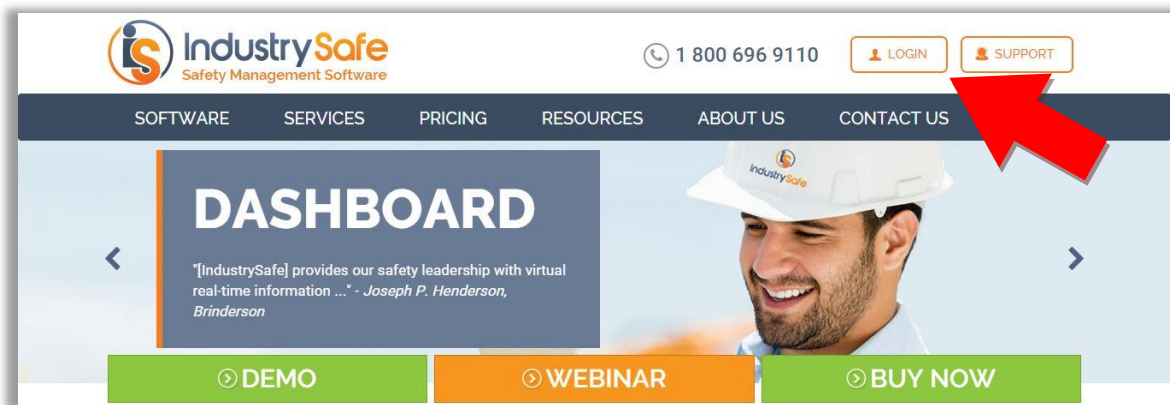 IndustrySafe
Safety Management Software
1 800 696 9110
LOGIN
SUPPORT
SOFTWARE SERVICES PRICING RESOURCES ABOUT US CONTACT US
IndustrySafe
DASHBOARD
"[IndustrySafe] provides our safety leadership with virtual
real-time information ..." - Joseph P. Henderson,
Brinderson
DEMO
WEBINAR
BUY NOW